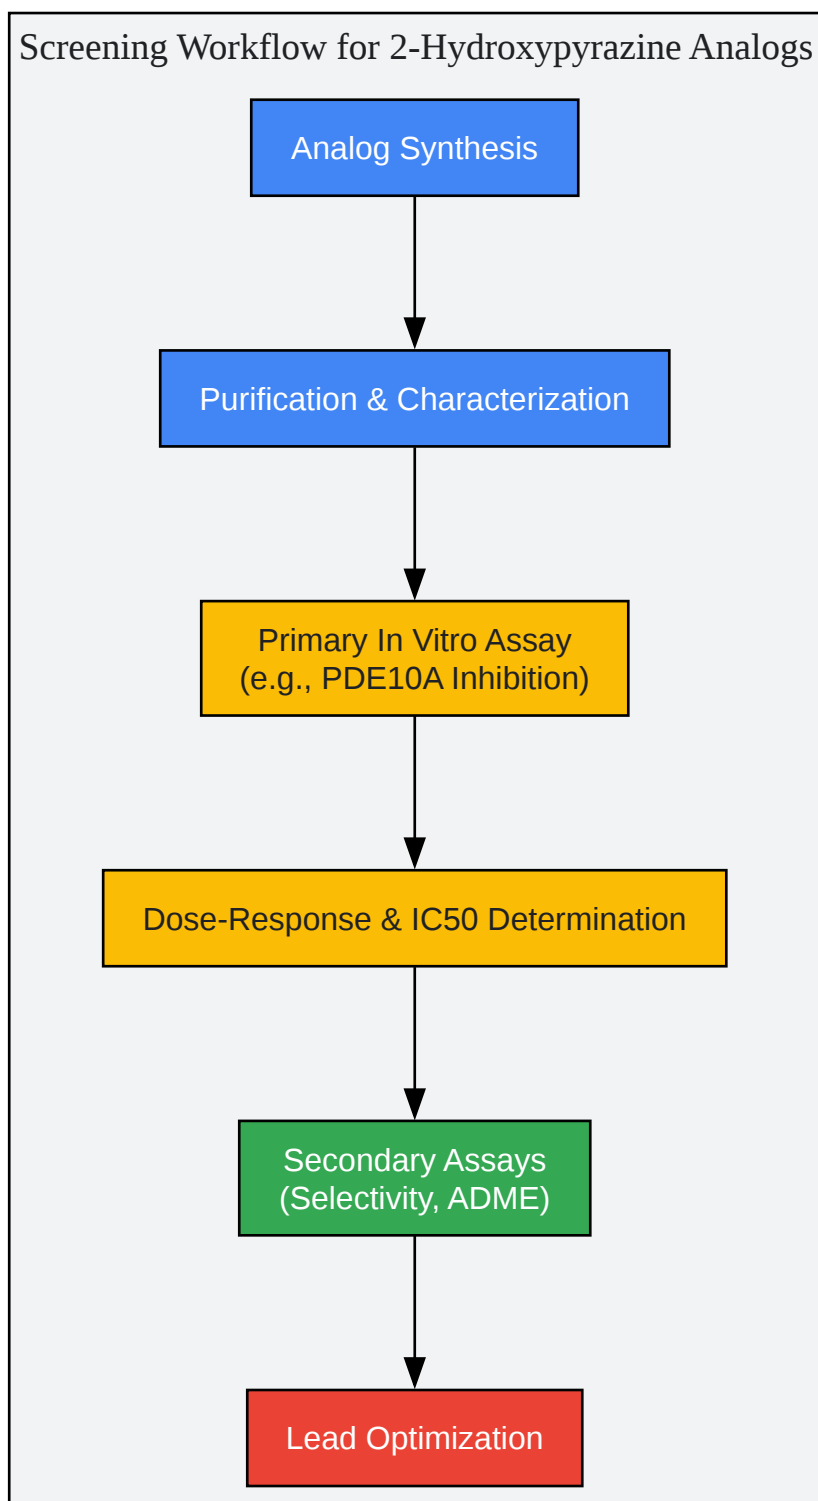 Screening Workflow for 2-Hydroxypyrazine Analogs
Analog Synthesis
Purification & Characterization
Primary In Vitro Assay
(e.g., PDE10A Inhibition)
Dose-Response & IC50 Determination
Secondary Assays
(Selectivity, ADME)
Lead Optimization